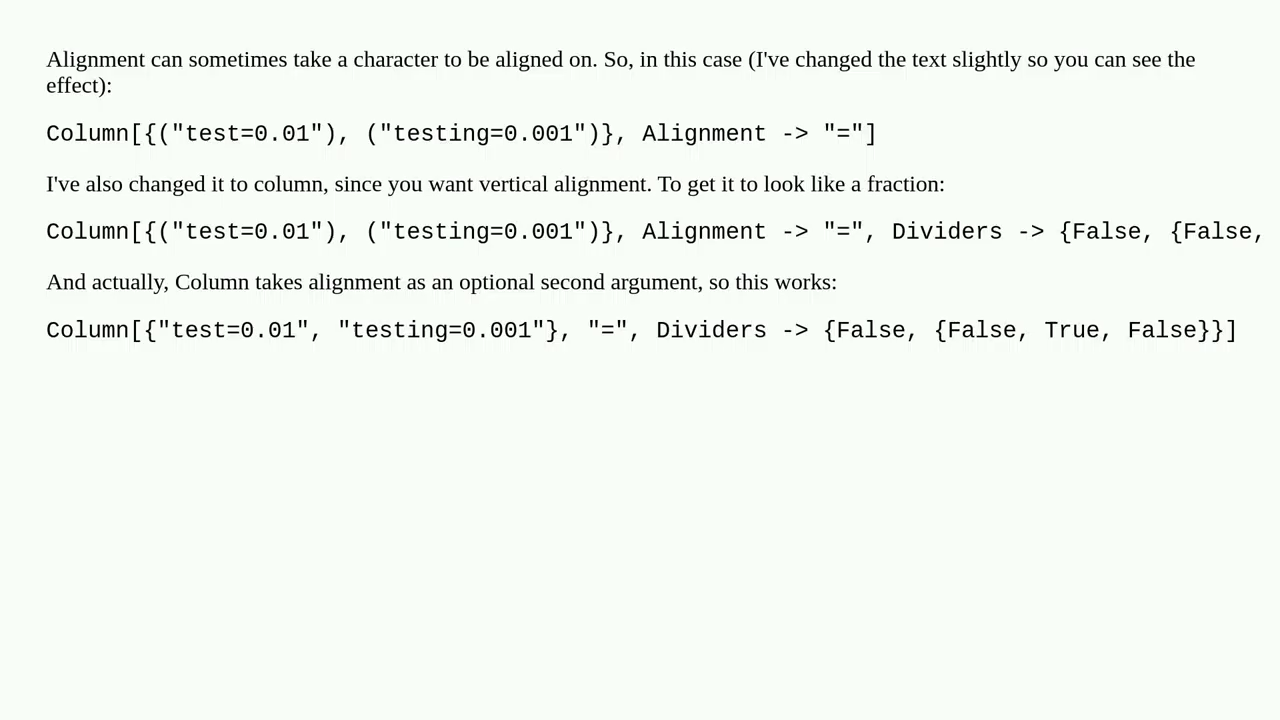 Alignment can sometimes take a character to be aligned on. So, in this case (I've changed the text slightly so you can see the
effect):
Column[{("test=0.01"), ("testing=0.001")}, Alignment -> "="]
I've also changed it to column, since you want vertical alignment. To get it to look like a fraction:
Column[{("test=0.01"), ("testing=0.001")}, Alignment -> "=", Dividers -> {False, {False,
And actually, Column takes alignment as an optional second argument, so this works:
Column[{"test=0.01", "testing=0.001"}, "=", Dividers -> {False, {False, True, False}}]